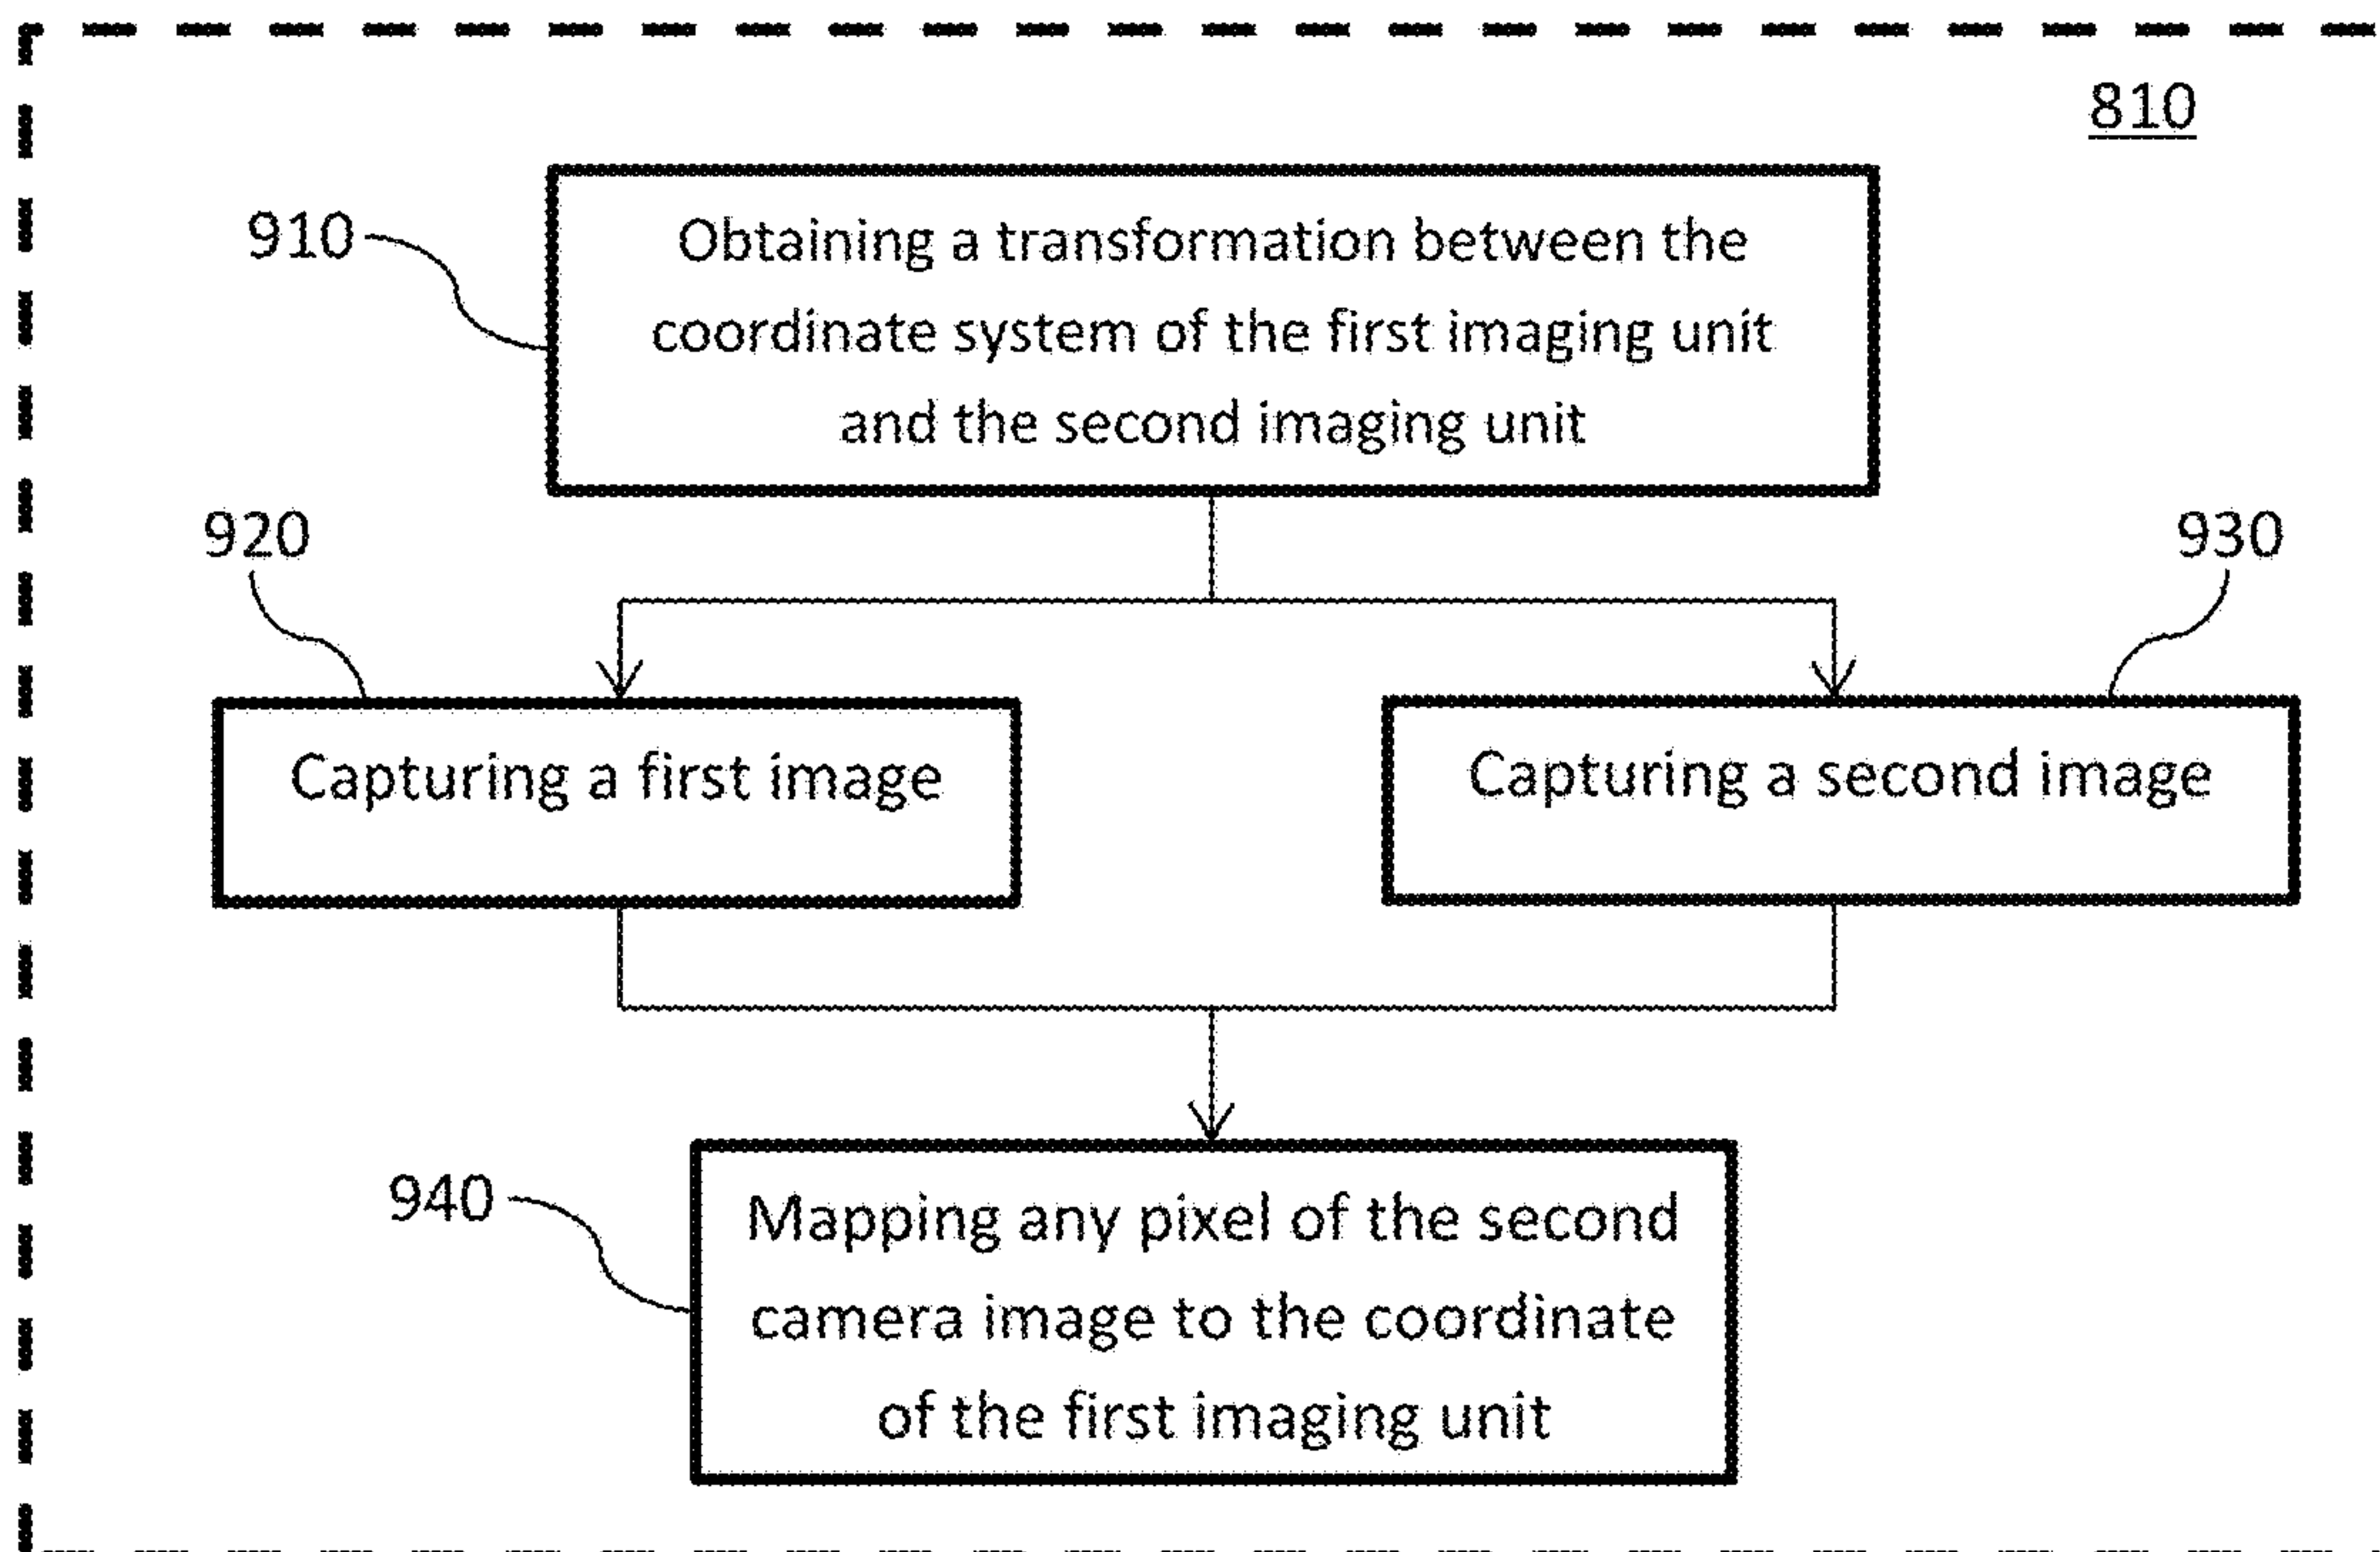 810
910
Obtaining a transformation between the
coordinate system of the first imaging unit
and the second imaging unit
920
930
Capturing a first image
Capturing a second image
940
Mapping any pixel of the second
camera image to the coordinate
of the first imaging unit